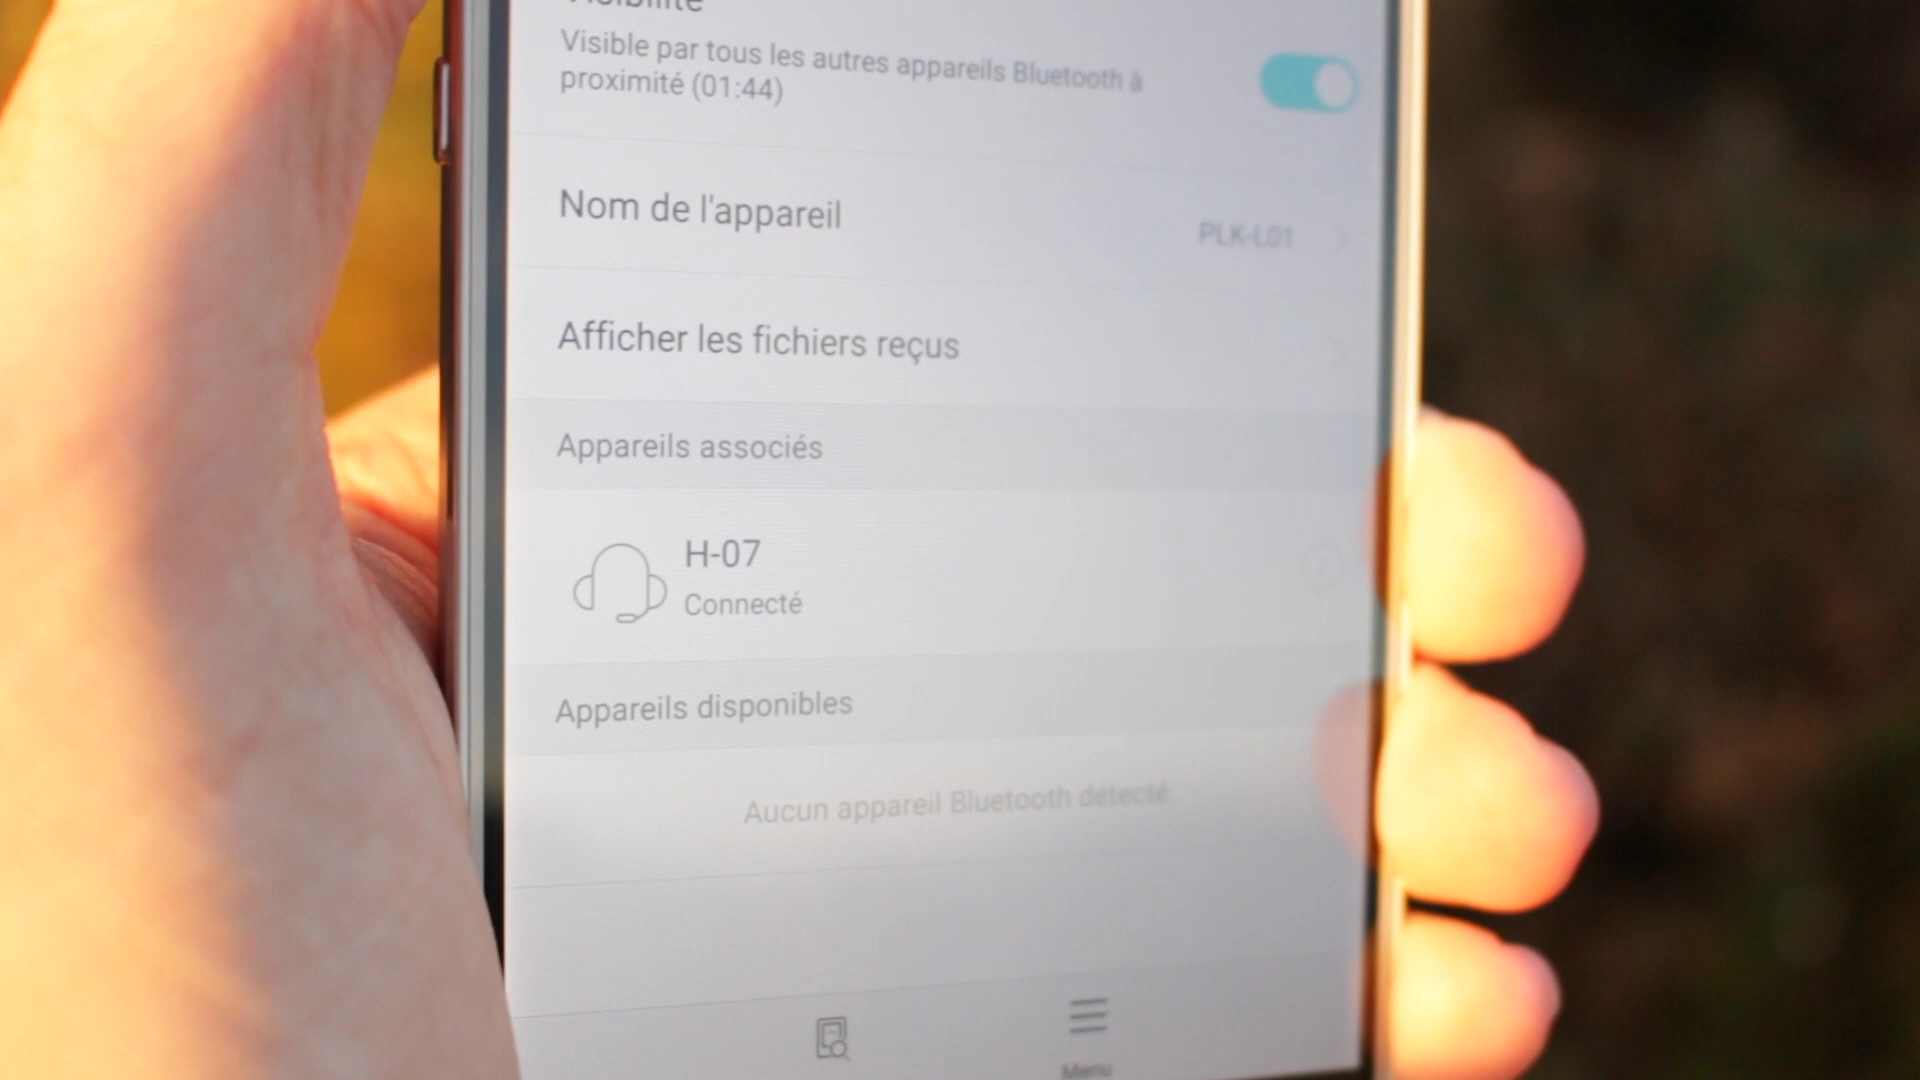 Visibilité
Visible par tous les autres appareils Bluetooth à
proximité (01:44)
Nom de l'appareil
PLK-L01
Afficher les fichiers reçus
Appareils associés
H-07
Connecté
Appareils disponibles
Aucun appareil Bluetooth détecté
Menu